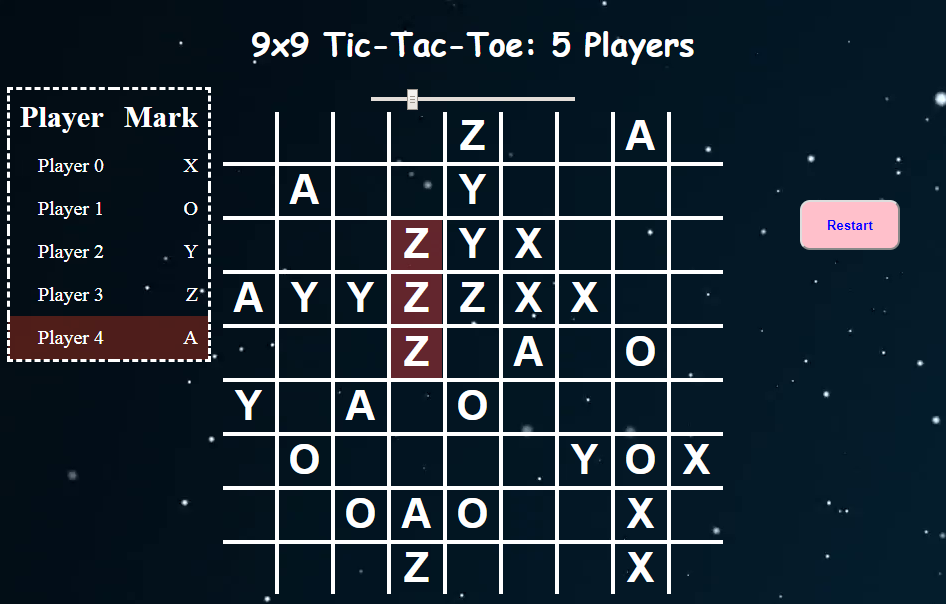 9x9 Tic-Tac-Toe: 5 Players
Player Mark
Player 0 X
Player 1 O
Player 2 Y
Player 3 Z
Player 4 A
Z A
A Y
Z Y X
A Y Y Z Z X X
Z A O
Y A O
O Y O X
O A O X
Z X
Restart